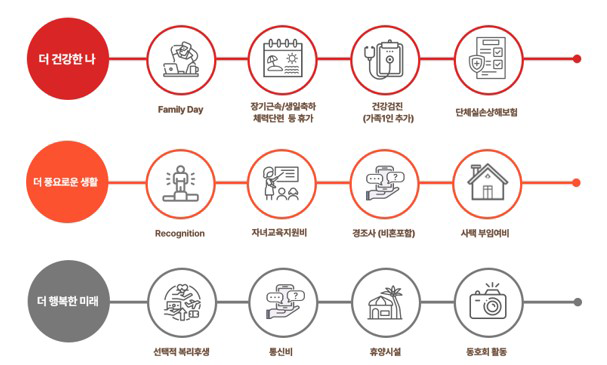 더 건강한 나
Family Day
장기근속/생일축하
체력단련 등 휴가
건강검진
(가족1인 추가)
단체실손상해보험
더 풍요로운 생활
Recognition
자녀교육지원비
경조사 (비혼포함)
사택 부임여비
더 행복한 미래
선택적 복리후생
통신비
휴양시설
동호회 활동